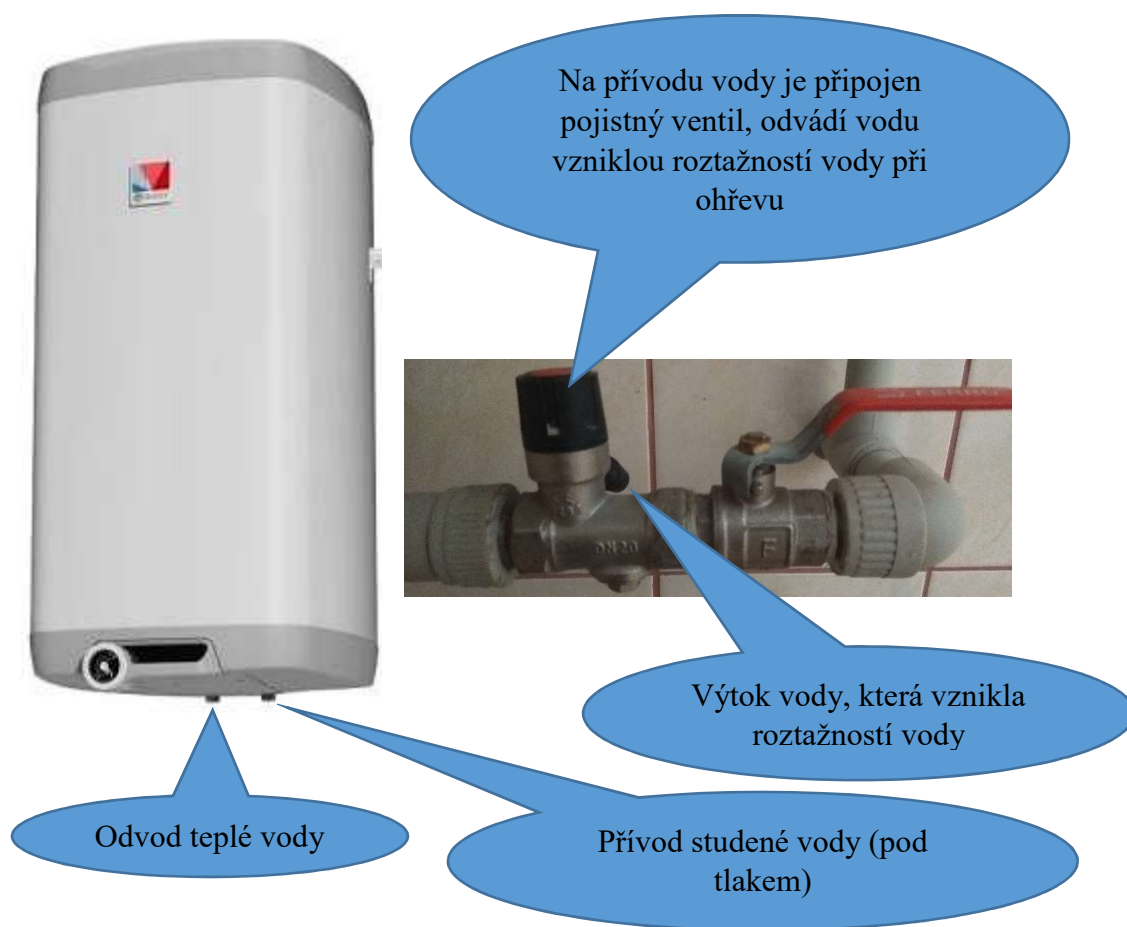 Na přívodu vody je připojen
pojistný ventil, odvádí vodu
vzniklou roztažností vody při
ohřevu
DN20
F
Výtok vody, která vznikla
roztažností vody
Odvod teplé vody
Přívod studené vody (pod
tlakem)